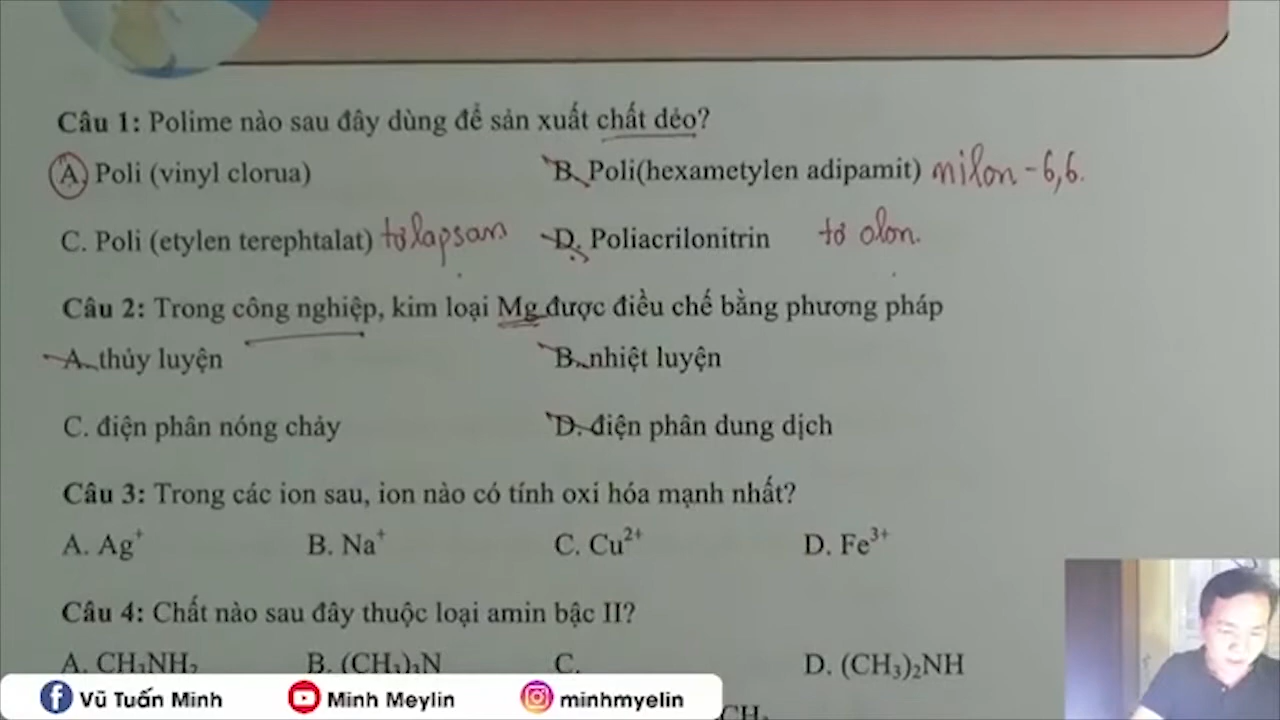 Câu 1: Polime nào sau đây dùng để sản xuất chất dẻo?
A. Poli (vinyl clorua)
B. Poli(hexametylen adipamit) nilon-6,6.
C. Poli (etylen terephtalat) tơ lapsan
D. Poliacrilonitrin tơ olon.
Câu 2: Trong công nghiệp, kim loại Mg được điều chế bằng phương pháp
A. thủy luyện
B. nhiệt luyện
C. điện phân nóng chảy
D. điện phân dung dịch
Câu 3: Trong các ion sau, ion nào có tính oxi hóa mạnh nhất?
A. Ag⁺ B. Na⁺ C. Cu²⁺ D. Fe³⁺
Câu 4: Chất nào sau đây thuộc loại amin bậc II?
A. CH₃NH₂ B. (CH₃)₃N C. D. (CH₃)₂NH
Vũ Tuấn Minh Minh Meylin minhmyelin